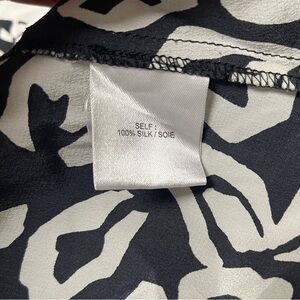 SELF :
100% SILK / SOIE